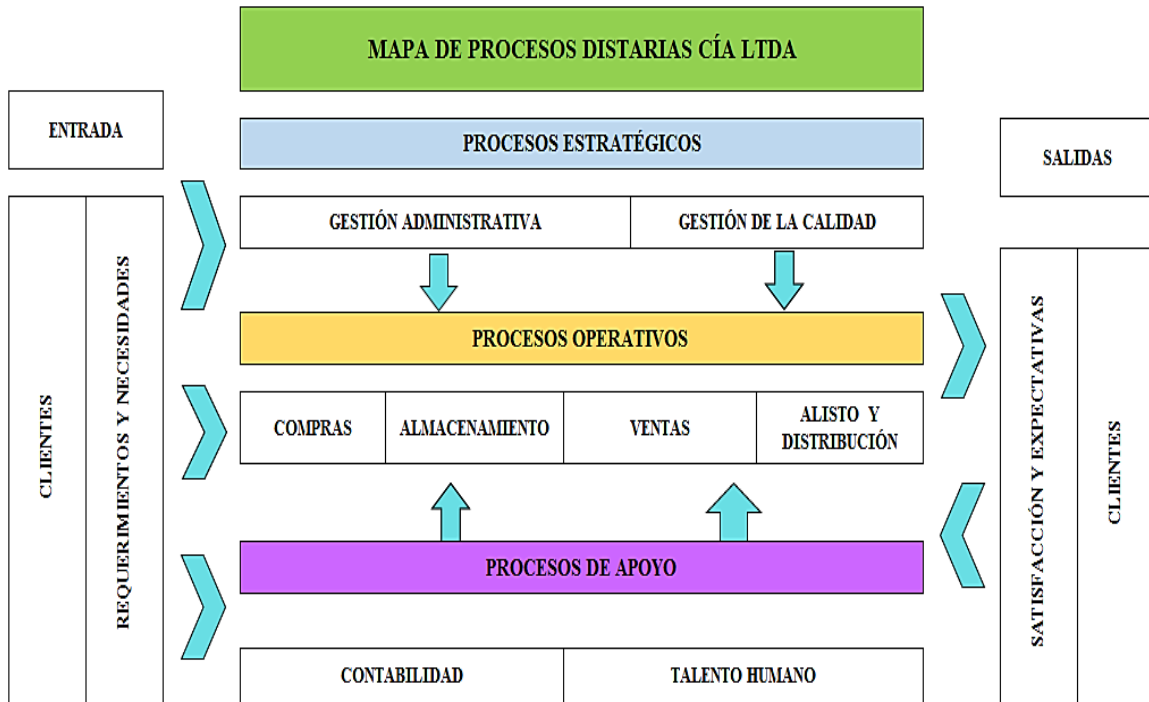 MAPA DE PROCESOS DISTARIAS CÍA LTDA
ENTRADA
PROCESOS ESTRATÉGICOS
SALIDAS
GESTIÓN ADMINISTRATIVA
GESTIÓN DE LA CALIDAD
CLIENTES
REQUERIMIENTOS Y NECESIDADES
PROCESOS OPERATIVOS
COMPRAS
ALMACENAMIENTO
VENTAS
ALISTO Y
DISTRIBUCIÓN
SATISFACCIÓN Y EXPECTATIVAS
CLIENTES
PROCESOS DE APOYO
CONTABILIDAD
TALENTO HUMANO